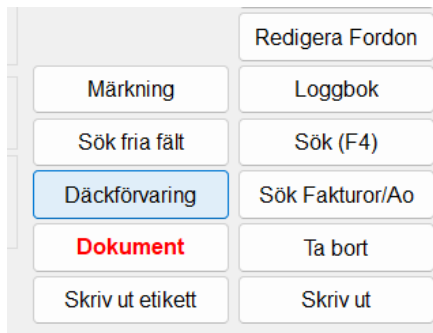 Redigera Fordon
Märkning
Loggbok
Sök fria fält
Sök (F4)
Däckförvaring
Sök Fakturor/Ao
Dokument
Ta bort
Skriv ut etikett
Skriv ut